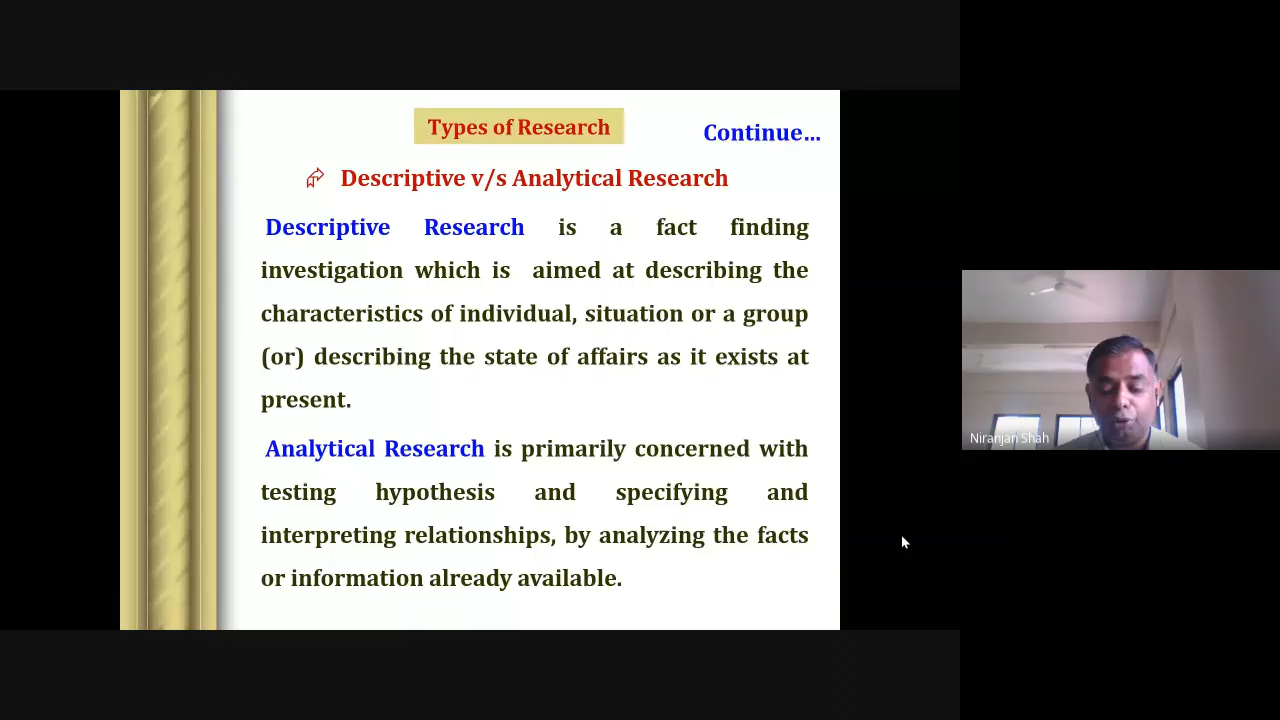 Types of Research
Continue...
Descriptive v/s Analytical Research
Descriptive Research is a fact finding
investigation which is aimed at describing the
characteristics of individual, situation or a group
(or) describing the state of affairs as it exists at
present.
Analytical Research is primarily concerned with
testing hypothesis and specifying and
interpreting relationships, by analyzing the facts
or information already available.
Niranjan Shah